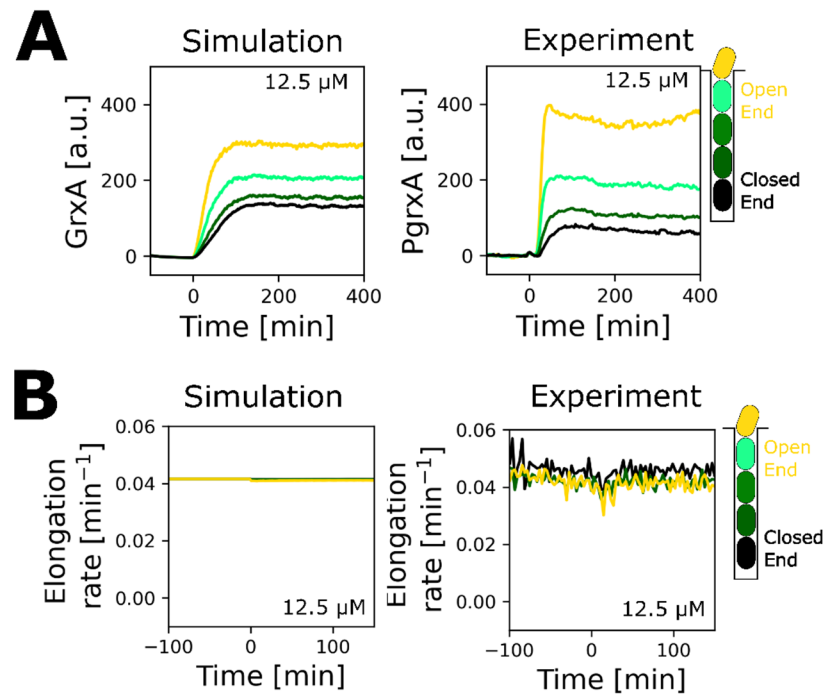 A
Simulation
Experiment
12.5 µM
12.5 µM
GrxA [a.u.]
400
200
0
0
200
400
Time [min]
PgrxA [a.u.]
400
200
0
0
200
400
Time [min]
Open
End
Closed
End
B
Simulation
Experiment
Elongation
rate [min⁻¹]
0.06
0.04
0.02
0.00
12.5 µM
−100
0
100
Time [min]
Elongation
rate [min⁻¹]
0.06
0.04
0.02
0.00
12.5 µM
−100
0
100
Time [min]
Open
End
Closed
End